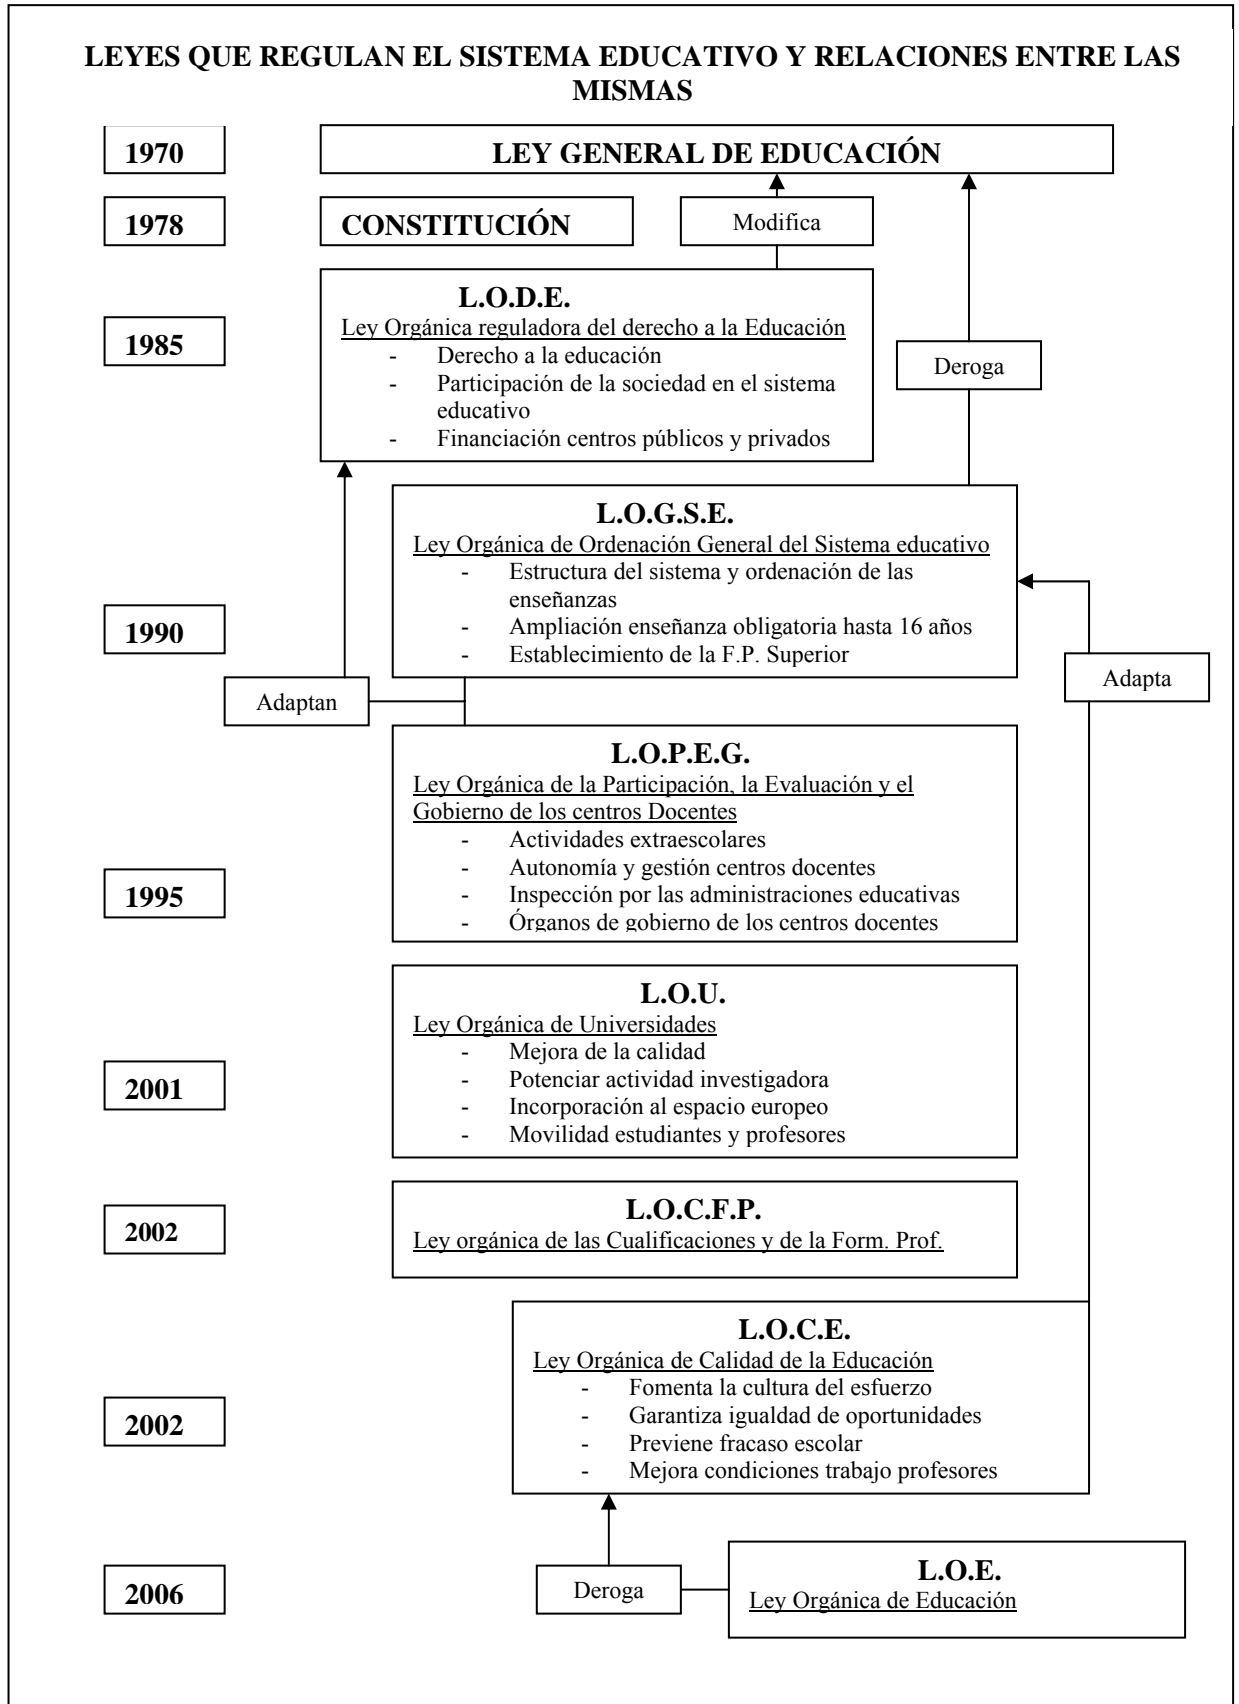 LEYES QUE REGULAN EL SISTEMA EDUCATIVO Y RELACIONES ENTRE LAS
MISMAS
1970
LEY GENERAL DE EDUCACIÓN
1978
CONSTITUCIÓN
Modifica
L.O.D.E.
Ley Orgánica reguladora del derecho a la Educación
- Derecho a la educación
- Participación de la sociedad en el sistema
educativo
- Financiación centros públicos y privados
1985
Deroga
L.O.G.S.E.
Ley Orgánica de Ordenación General del Sistema educativo
- Estructura del sistema y ordenación de las
enseñanzas
- Ampliación enseñanza obligatoria hasta 16 años
- Establecimiento de la F.P. Superior
1990
Adaptan
Adapta
L.O.P.E.G.
Ley Orgánica de la Participación, la Evaluación y el
Gobierno de los centros Docentes
- Actividades extraescolares
- Autonomía y gestión centros docentes
- Inspección por las administraciones educativas
- Órganos de gobierno de los centros docentes
1995
L.O.U.
Ley Orgánica de Universidades
- Mejora de la calidad
- Potenciar actividad investigadora
- Incorporación al espacio europeo
- Movilidad estudiantes y profesores
2001
L.O.C.F.P.
Ley orgánica de las Cualificaciones y de la Form. Prof.
2002
L.O.C.E.
Ley Orgánica de Calidad de la Educación
- Fomenta la cultura del esfuerzo
- Garantiza igualdad de oportunidades
- Previene fracaso escolar
- Mejora condiciones trabajo profesores
2002
L.O.E.
Ley Orgánica de Educación
Deroga
2006